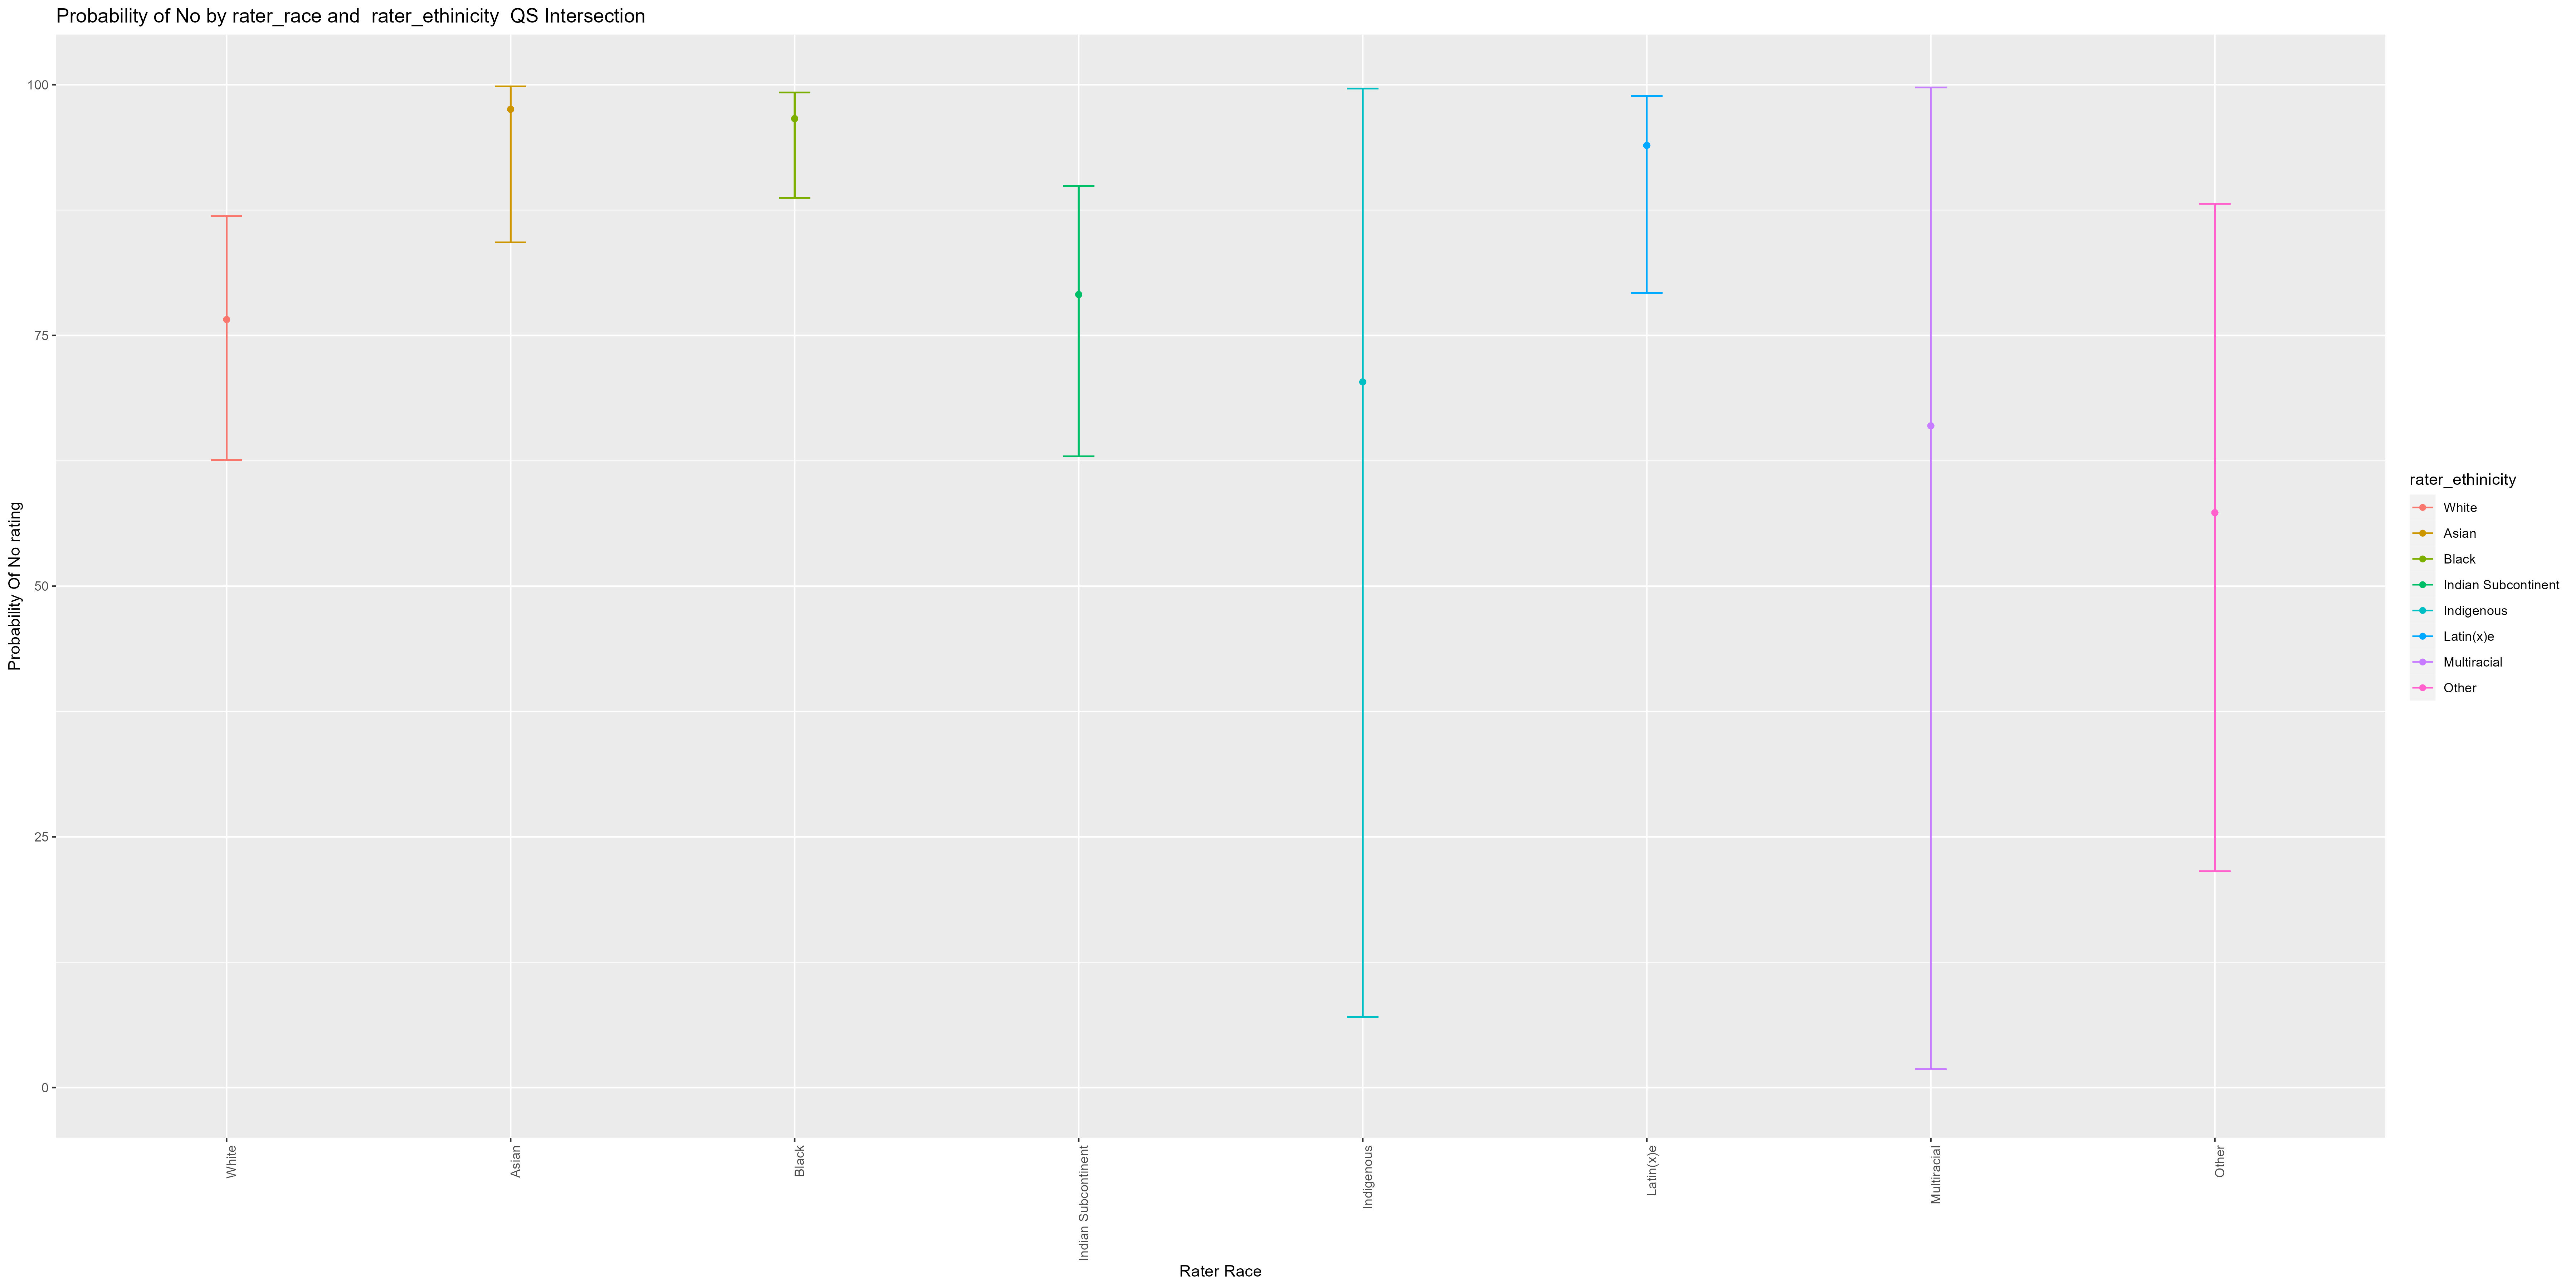 Probability of No by rater_race and  rater_ethinicity  QS Intersection
100
75
50
25
0
Probability Of No rating
White
Asian
Black
Indian Subcontinent
Indigenous
Latin(x)e
Multiracial
Other
Rater Race
rater_ethinicity
White
Asian
Black
Indian Subcontinent
Indigenous
Latin(x)e
Multiracial
Other